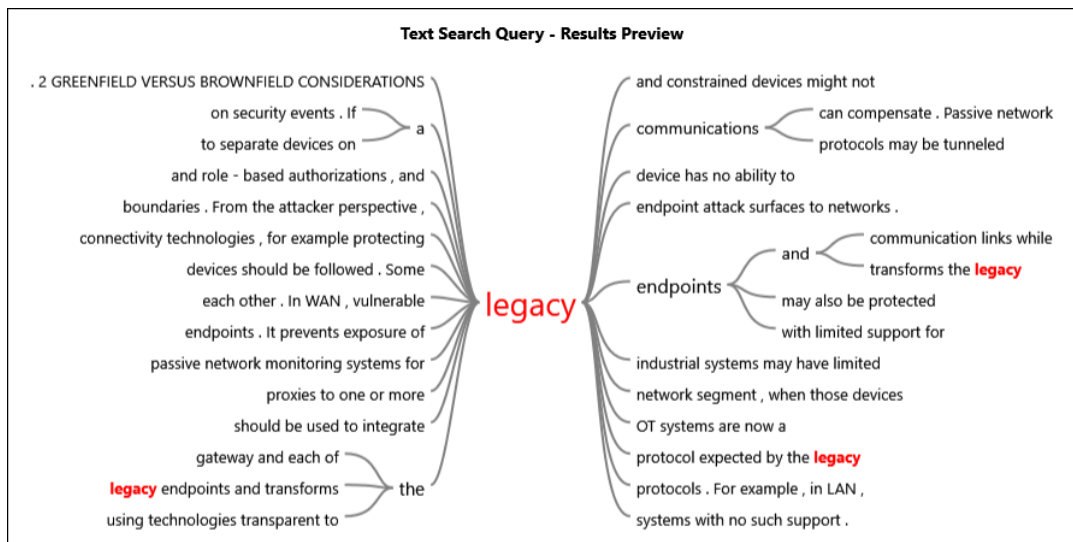 Text Search Query - Results Preview
. 2 GREENFIELD VERSUS BROWNFIELD CONSIDERATIONS
on security events . If
a
to separate devices on
and role - based authorizations , and
boundaries . From the attacker perspective ,
connectivity technologies , for example protecting
devices should be followed . Some
each other . In WAN , vulnerable
endpoints . It prevents exposure of
passive network monitoring systems for
proxies to one or more
should be used to integrate
gateway and each of
legacy endpoints and transforms
the
using technologies transparent to
legacy
and constrained devices might not
communications
can compensate . Passive network
protocols may be tunneled
device has no ability to
endpoint attack surfaces to networks .
endpoints
and
communication links while
transforms the legacy
may also be protected
with limited support for
industrial systems may have limited
network segment , when those devices
OT systems are now a
protocol expected by the legacy
protocols . For example , in LAN ,
systems with no such support .